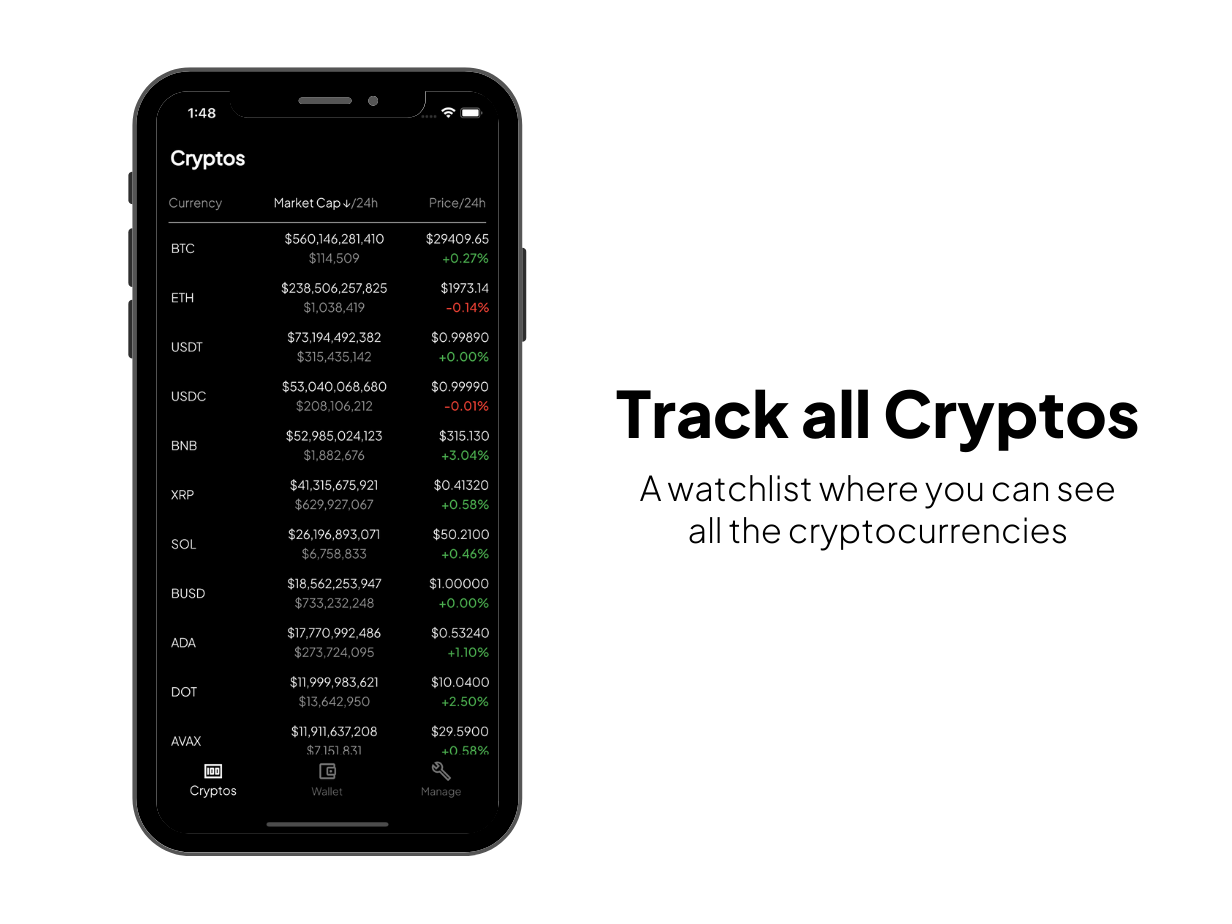 1:48
Cryptos
Currency Market Cap ↓/24h Price/24h
$560,146,281,410 $29409.65
BTC
$114,509 +0.27%
$238,506,257,825 $1973.14
ETH
$1,038,419 -0.14%
$73,194,492,382 $0.99890
USDT
$315,435,142 +0.00%
$53,040,068,680 $0.99990
USDC
$208,106,212 -0.01%
$52,985,024,123 $315.130
BNB
$1,882,676 +3.04%
$41,315,675,921 $0.41320
XRP
$629,927,067 +0.58%
$26,196,893,071 $50.2100
SOL
$6,758,833 +0.46%
$18,562,253,947 $1.00000
BUSD
$733,232,248 +0.00%
$17,770,992,486 $0.53240
ADA
$273,724,095 +1.10%
$11,999,983,621 $10.0400
DOT
$13,642,950 +2.50%
$11,911,637,208 $29.5900
AVAX
$7,151,831 +0.58%
Cryptos Wallet Manage
Track all Cryptos
A watchlist where you can see
all the cryptocurrencies